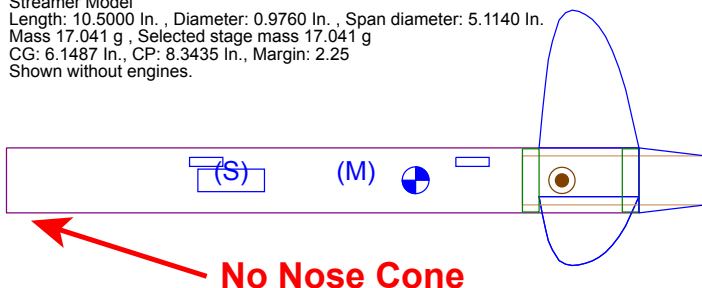 Streamer Model
Length: 10.5000 In. , Diameter: 0.9760 In. , Span diameter: 5.1140 In.
Mass 17.041 g , Selected stage mass 17.041 g
CG: 6.1487 In., CP: 8.3435 In., Margin: 2.25
Shown without engines.
(S) (M)
No Nose Cone